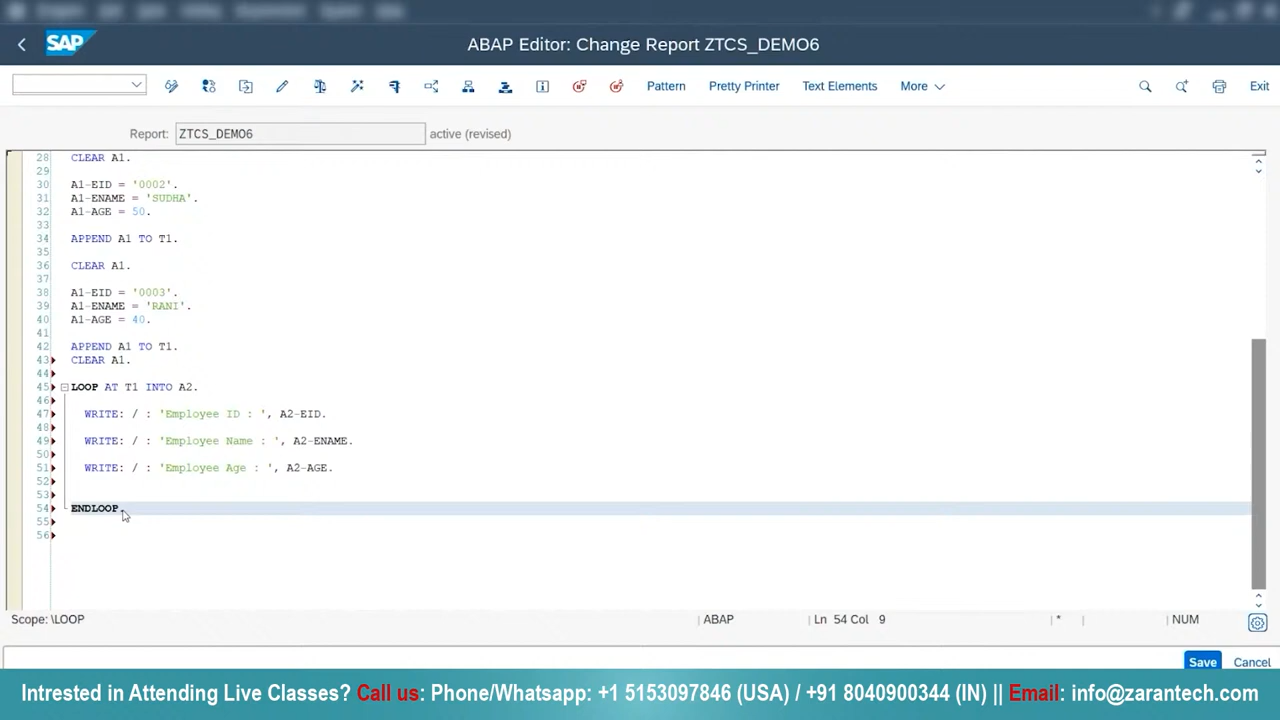 SAP
ABAP Editor: Change Report ZTCS_DEMO6
Pattern Pretty Printer Text Elements More Exit
Report: ZTCS_DEMO6 active (revised)
28 CLEAR A1.
29
30 A1-EID = '0002'.
31 A1-ENAME = 'SUDHA'.
32 A1-AGE = 50.
33
34 APPEND A1 TO T1.
35
36 CLEAR A1.
37
38 A1-EID = '0003'.
39 A1-ENAME = 'RANI'.
40 A1-AGE = 40.
41
42 APPEND A1 TO T1.
43 CLEAR A1.
44
45 LOOP AT T1 INTO A2.
46
47 WRITE: / : 'Employee ID : ', A2-EID.
48
49 WRITE: / : 'Employee Name : ', A2-ENAME.
50
51 WRITE: / : 'Employee Age : ', A2-AGE.
52
53
54 ENDLOOP.
55
56
Scope: \LOOP ABAP Ln 54 Col 9 * NUM
Save Cancel
Intrested in Attending Live Classes? Call us: Phone/Whatsapp: +1 5153097846 (USA) / +91 8040900344 (IN) || Email: info@zarantech.com